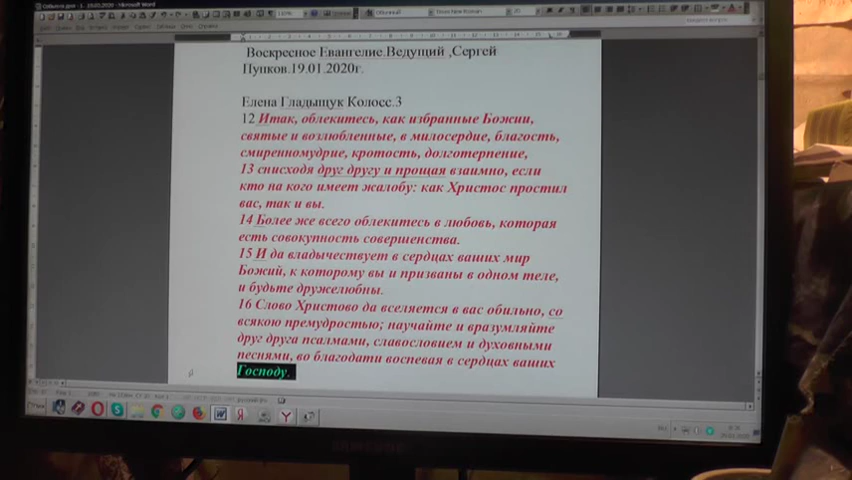 Microsoft Word
Воскресное Евангелие.Ведущий ,Сергей
Пупков.19.01.2020г.
Елена Гладыщук Колосс.3
12 Итак, облекитесь, как избранные Божии,
святые и возлюбленные, в милосердие, благость,
смиренномудрие, кротость, долготерпение,
13 снисходя друг другу и прощая взаимно, если
кто на кого имеет жалобу: как Христос простил
вас, так и вы.
14 Более же всего облекитесь в любовь, которая
есть совокупность совершенства.
15 И да владычествует в сердцах ваших мир
Божий, к которому вы и призваны в одном теле,
и будьте дружелюбны.
16 Слово Христово да вселяется в вас обильно, со
всякою премудростью; научайте и вразумляйте
друг друга псалмами, славословием и духовными
песнями, во благодати воспевая в сердцах ваших
Господу.